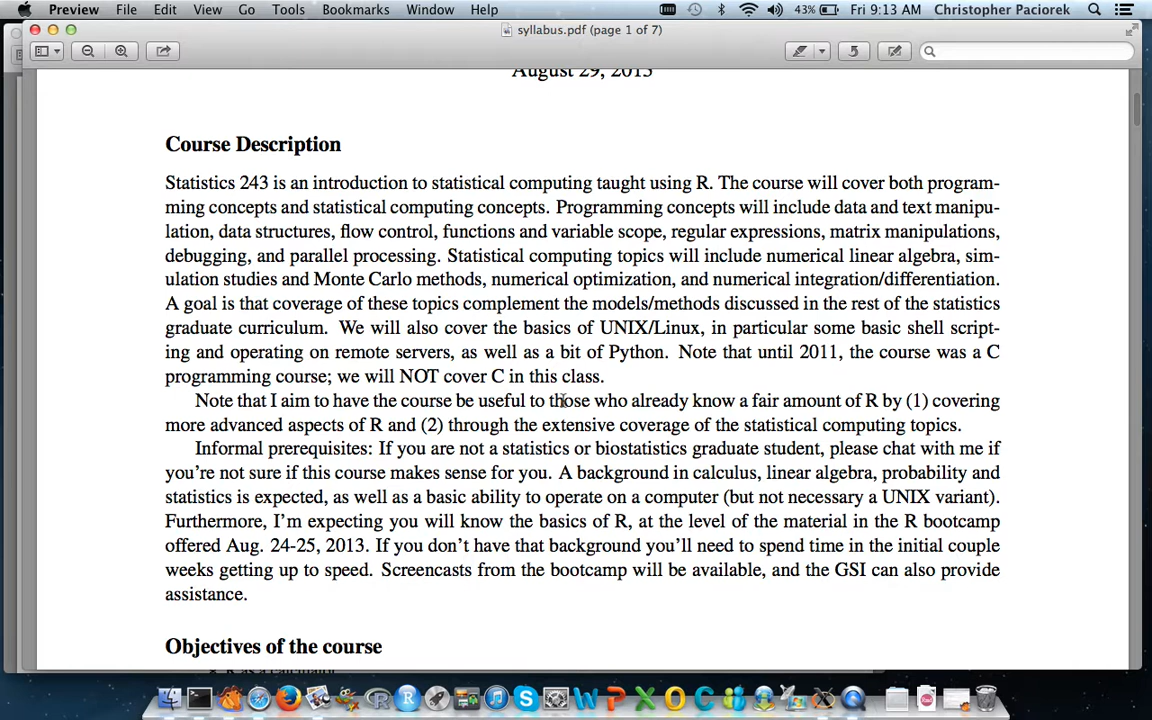 Preview File Edit View Go Tools Bookmarks Window Help 43% Fri 9:13 AM Christopher Paciorek
syllabus.pdf (page 1 of 7)
August 29, 2013
Course Description
Statistics 243 is an introduction to statistical computing taught using R. The course will cover both program-
ming concepts and statistical computing concepts. Programming concepts will include data and text manipu-
lation, data structures, flow control, functions and variable scope, regular expressions, matrix manipulations,
debugging, and parallel processing. Statistical computing topics will include numerical linear algebra, sim-
ulation studies and Monte Carlo methods, numerical optimization, and numerical integration/differentiation.
A goal is that coverage of these topics complement the models/methods discussed in the rest of the statistics
graduate curriculum. We will also cover the basics of UNIX/Linux, in particular some basic shell script-
ing and operating on remote servers, as well as a bit of Python. Note that until 2011, the course was a C
programming course; we will NOT cover C in this class.
Note that I aim to have the course be useful to those who already know a fair amount of R by (1) covering
more advanced aspects of R and (2) through the extensive coverage of the statistical computing topics.
Informal prerequisites: If you are not a statistics or biostatistics graduate student, please chat with me if
you're not sure if this course makes sense for you. A background in calculus, linear algebra, probability and
statistics is expected, as well as a basic ability to operate on a computer (but not necessary a UNIX variant).
Furthermore, I'm expecting you will know the basics of R, at the level of the material in the R bootcamp
offered Aug. 24-25, 2013. If you don't have that background you'll need to spend time in the initial couple
weeks getting up to speed. Screencasts from the bootcamp will be available, and the GSI can also provide
assistance.
Objectives of the course